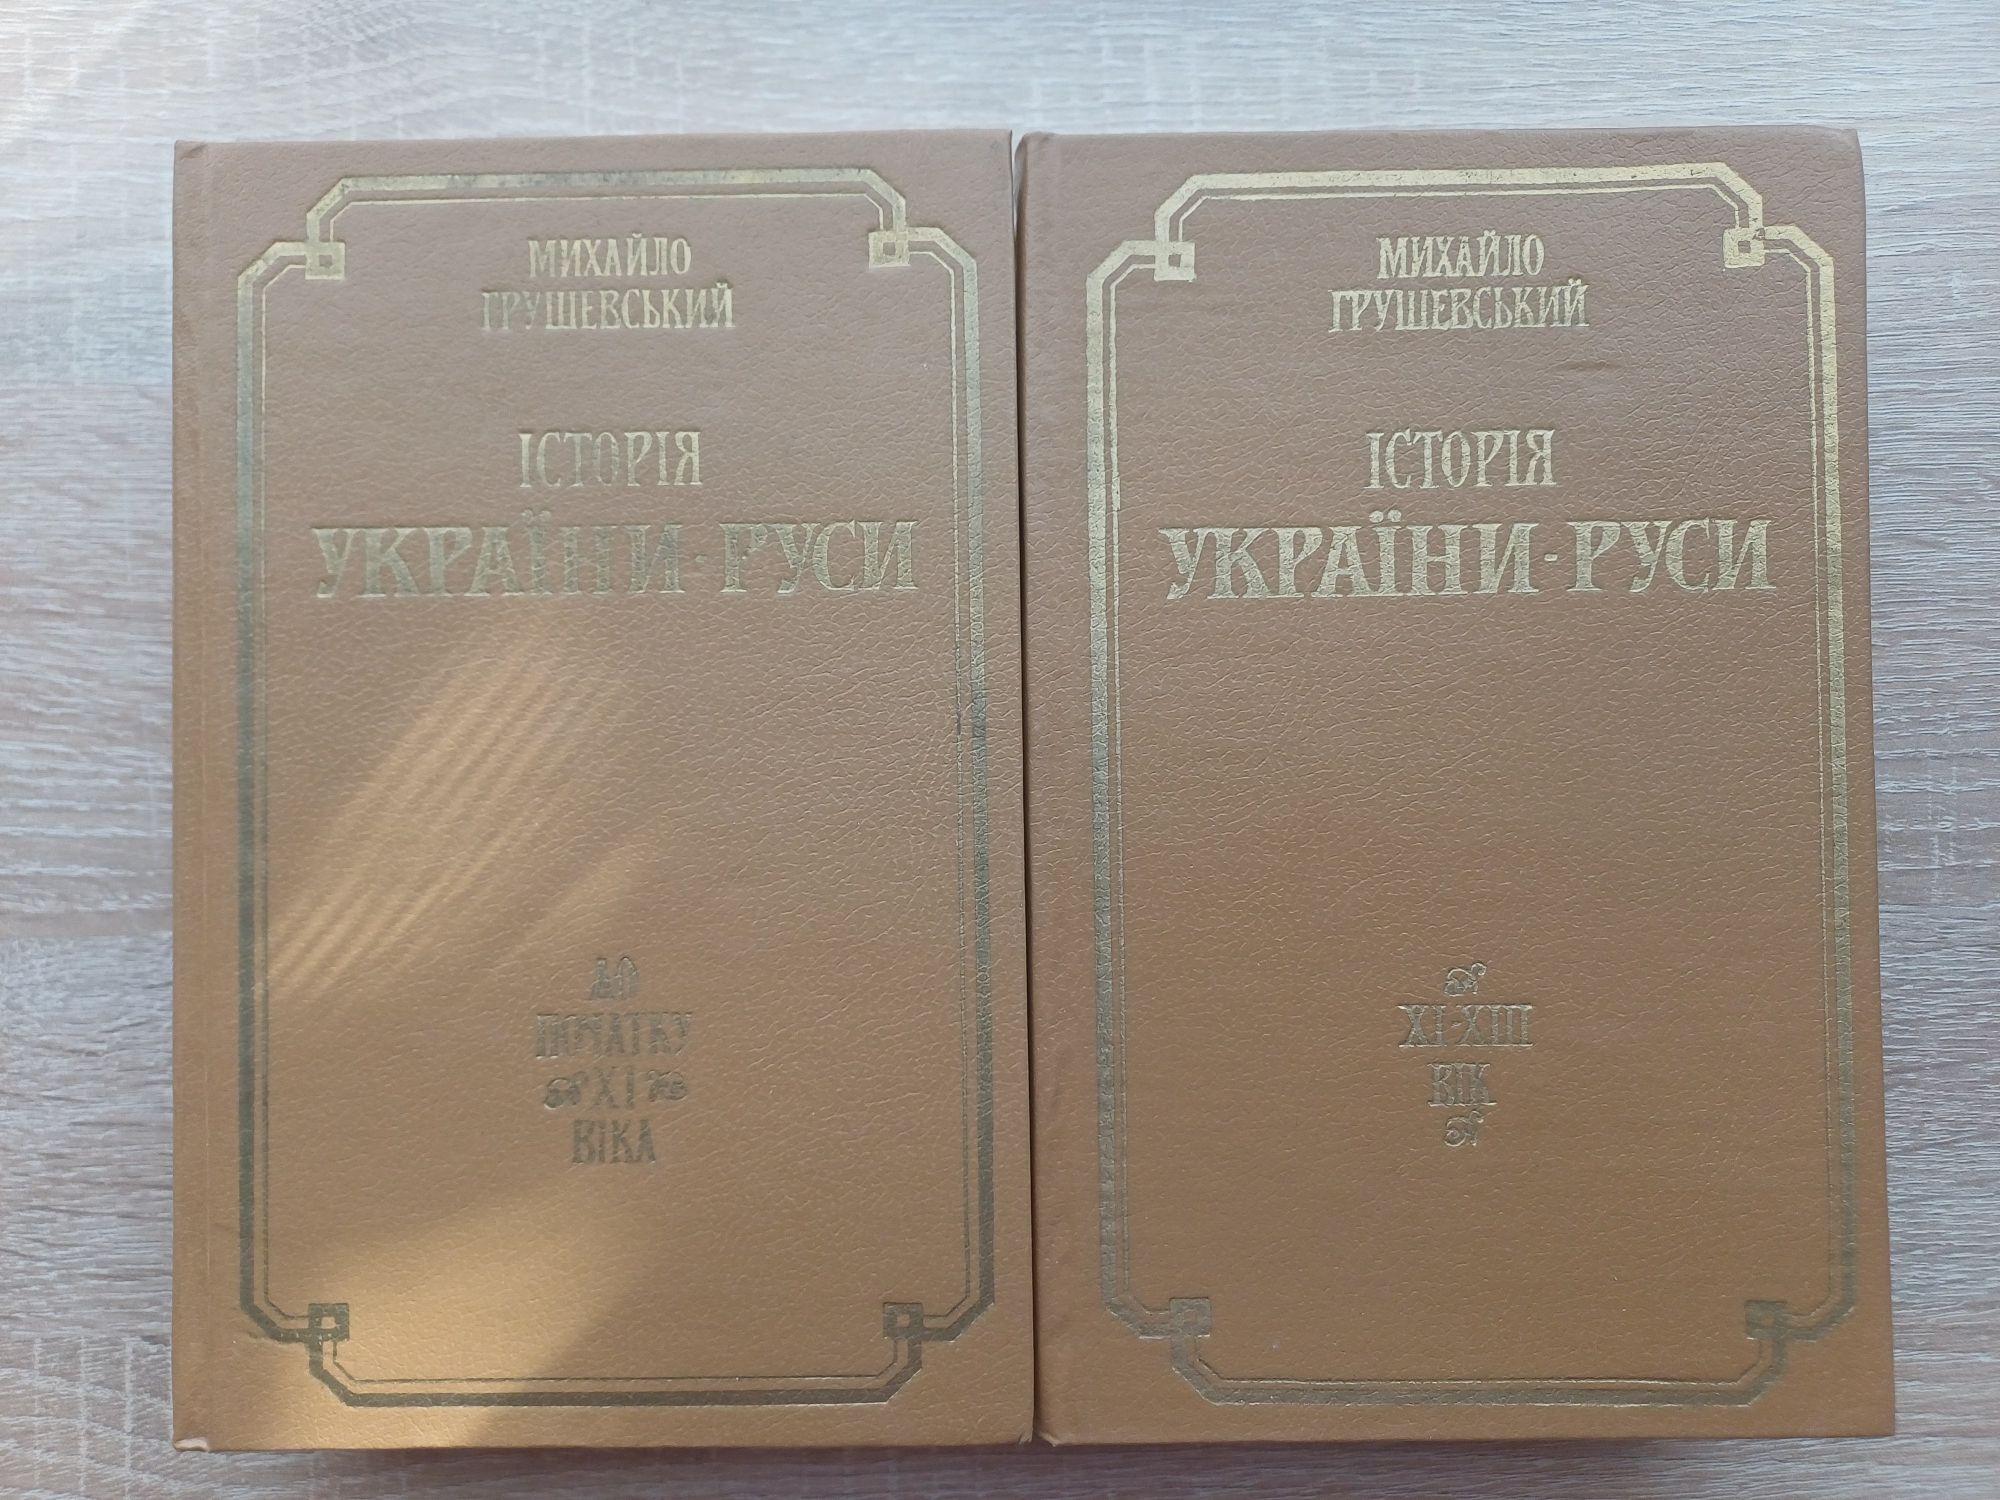 МИХАЙЛО
ГРУШЕВСЬКИЙ
ІСТОРІЯ
УКРАЇНИ-РУСИ
ДО
ПОЧАТКУ
XI
ВІКА
МИХАЙЛО
ГРУШЕВСЬКИЙ
ІСТОРІЯ
УКРАЇНИ-РУСИ
XI-XIII
ВІК